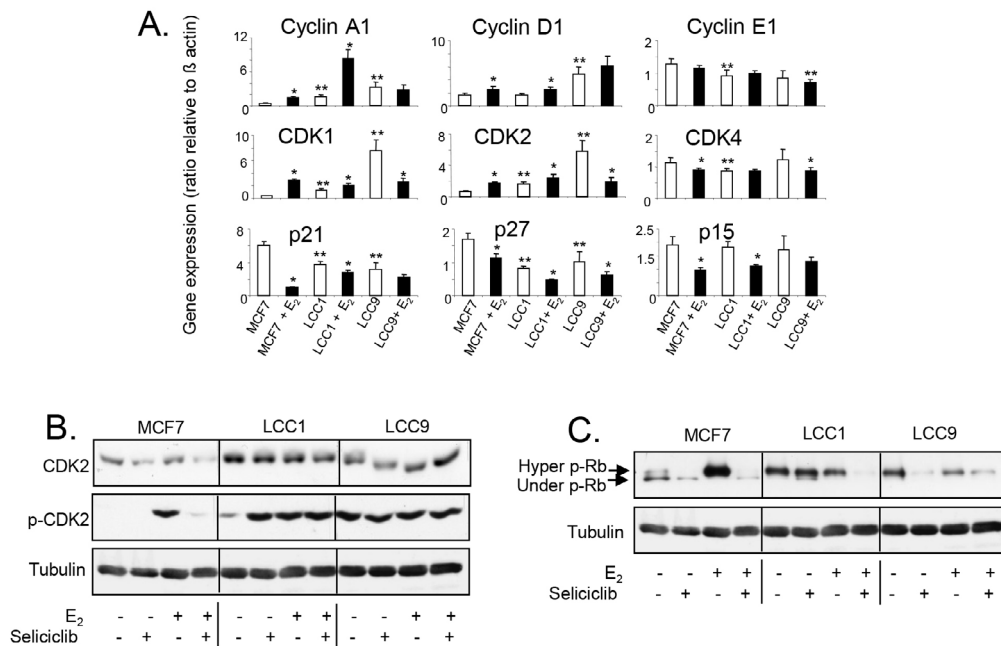 A.
Gene expression (ratio relative to ß actin)
Cyclin A1 Cyclin D1 Cyclin E1
12 6 0 * ** * **
10 8 6 4 2 0 * * **
2 1 0 ** **
CDK1 CDK2 CDK4
10 5 0 * ** * ** *
8 4 0 * ** * ** *
2 1 0 * ** *
p21 p27 p15
8 4 0 * ** * **
2 1 0 * ** * ** *
2.5 1.5 0 * *
MCF7 MCF7 + E2 LCC1 LCC1 + E2 LCC9 LCC9+ E2
MCF7 MCF7 + E2 LCC1 LCC1+ E2 LCC9 LCC9+ E2
MCF7 MCF7 + E2 LCC1 LCC1 + E2 LCC9 LCC9+ E2
B.
MCF7 LCC1 LCC9
CDK2
p-CDK2
Tubulin
E2 - - + + - - + + - - + +
Seliciclib - + - + - + - + - + - +
C.
MCF7 LCC1 LCC9
Hyper p-Rb
Under p-Rb
Tubulin
E2 - - + + - - + + - - + +
Seliciclib - + - + - + - + - + - +